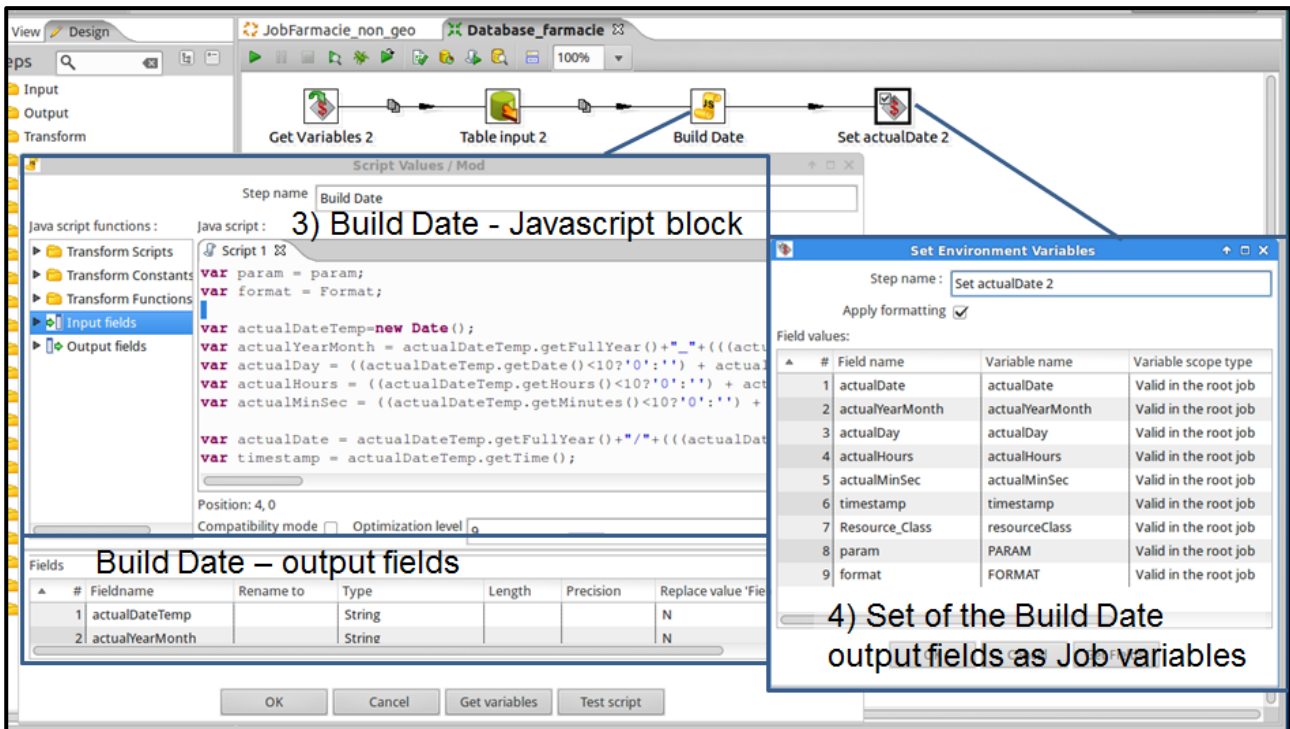 View Design
JobFarmacie_non_geo
Database_farmacie
eps
100%
Input
Output
Transform
Get Variables 2
Table input 2
Build Date
Set actualDate 2
Script Values / Mod
Step name Build Date
3) Build Date - Javascript block
Java script functions :
Java script :
Transform Scripts
Transform Constants
Transform Functions
Input fields
Output fields
Script 1
var param = param;
var format = Format;
var actualDateTemp=new Date();
var actualYearMonth = actualDateTemp.getFullYear()+"_"+(((actu
var actualDay = ((actualDateTemp.getDate()<10?'0':'') + actual
var actualHours = ((actualDateTemp.getHours()<10?'0':'') + act
var actualMinSec = ((actualDateTemp.getMinutes()<10?'0':'') +
var actualDate = actualDateTemp.getFullYear()+"/"+(((actualDat
var timestamp = actualDateTemp.getTime();
Position: 4, 0
Compatibility mode Optimization level 9
Build Date – output fields
Fields
# Fieldname Rename to Type Length Precision Replace value 'Fie
1 actualDateTemp String N
2 actualYearMonth String N
OK Cancel Get variables Test script
Set Environment Variables
Step name : Set actualDate 2
Apply formatting
Field values:
# Field name Variable name Variable scope type
1 actualDate actualDate Valid in the root job
2 actualYearMonth actualYearMonth Valid in the root job
3 actualDay actualDay Valid in the root job
4 actualHours actualHours Valid in the root job
5 actualMinSec actualMinSec Valid in the root job
6 timestamp timestamp Valid in the root job
7 Resource_Class resourceClass Valid in the root job
8 param PARAM Valid in the root job
9 format FORMAT Valid in the root job
4) Set of the Build Date
output fields as Job variables